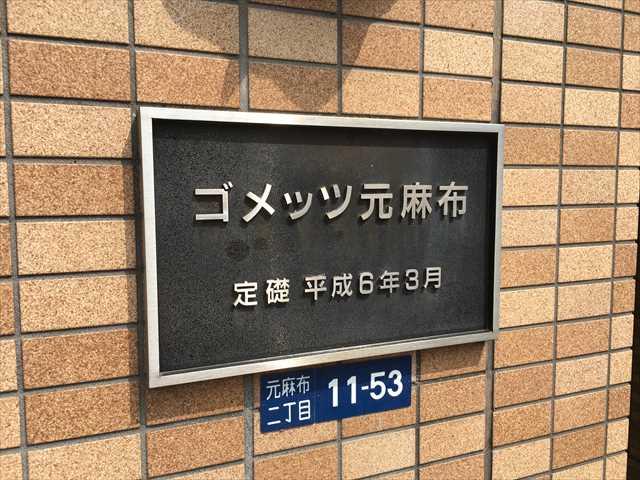 ゴメッツ元麻布
定礎 平成6年3月
元麻布
二丁目
11-53